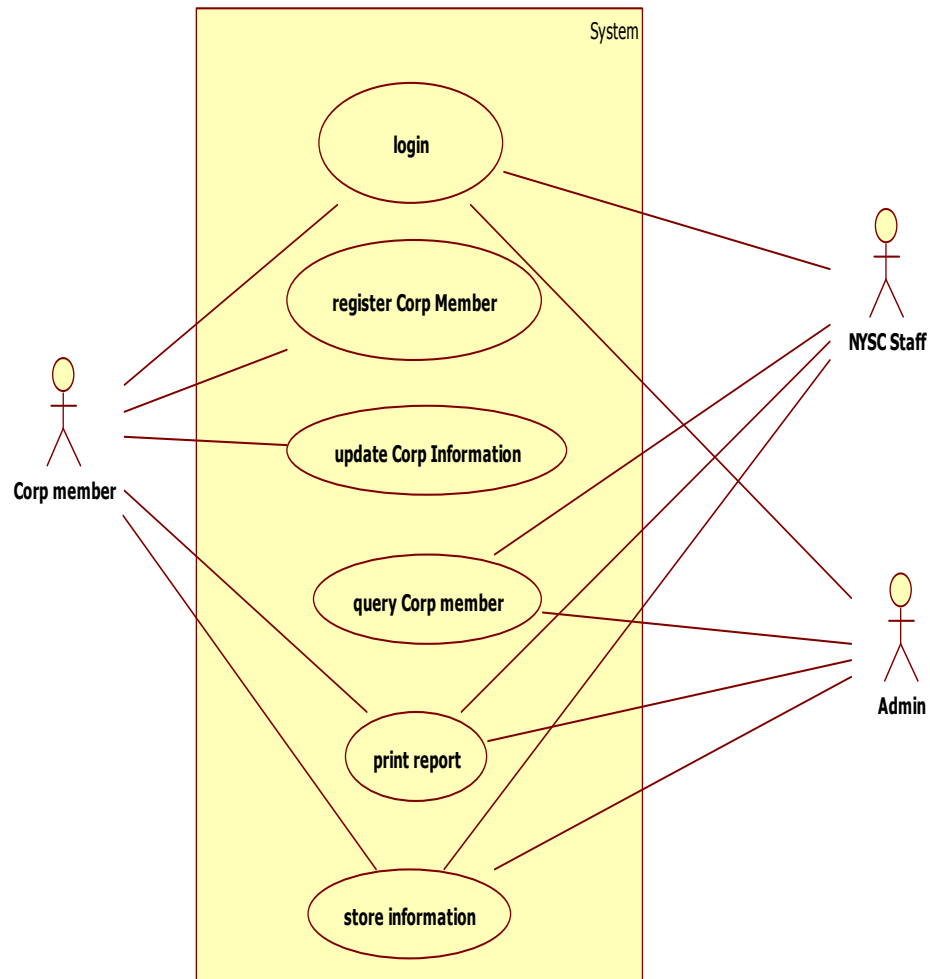 System
login
register Corp Member
NYSC Staff
update Corp Information
Corp member
query Corp member
Admin
print report
store information